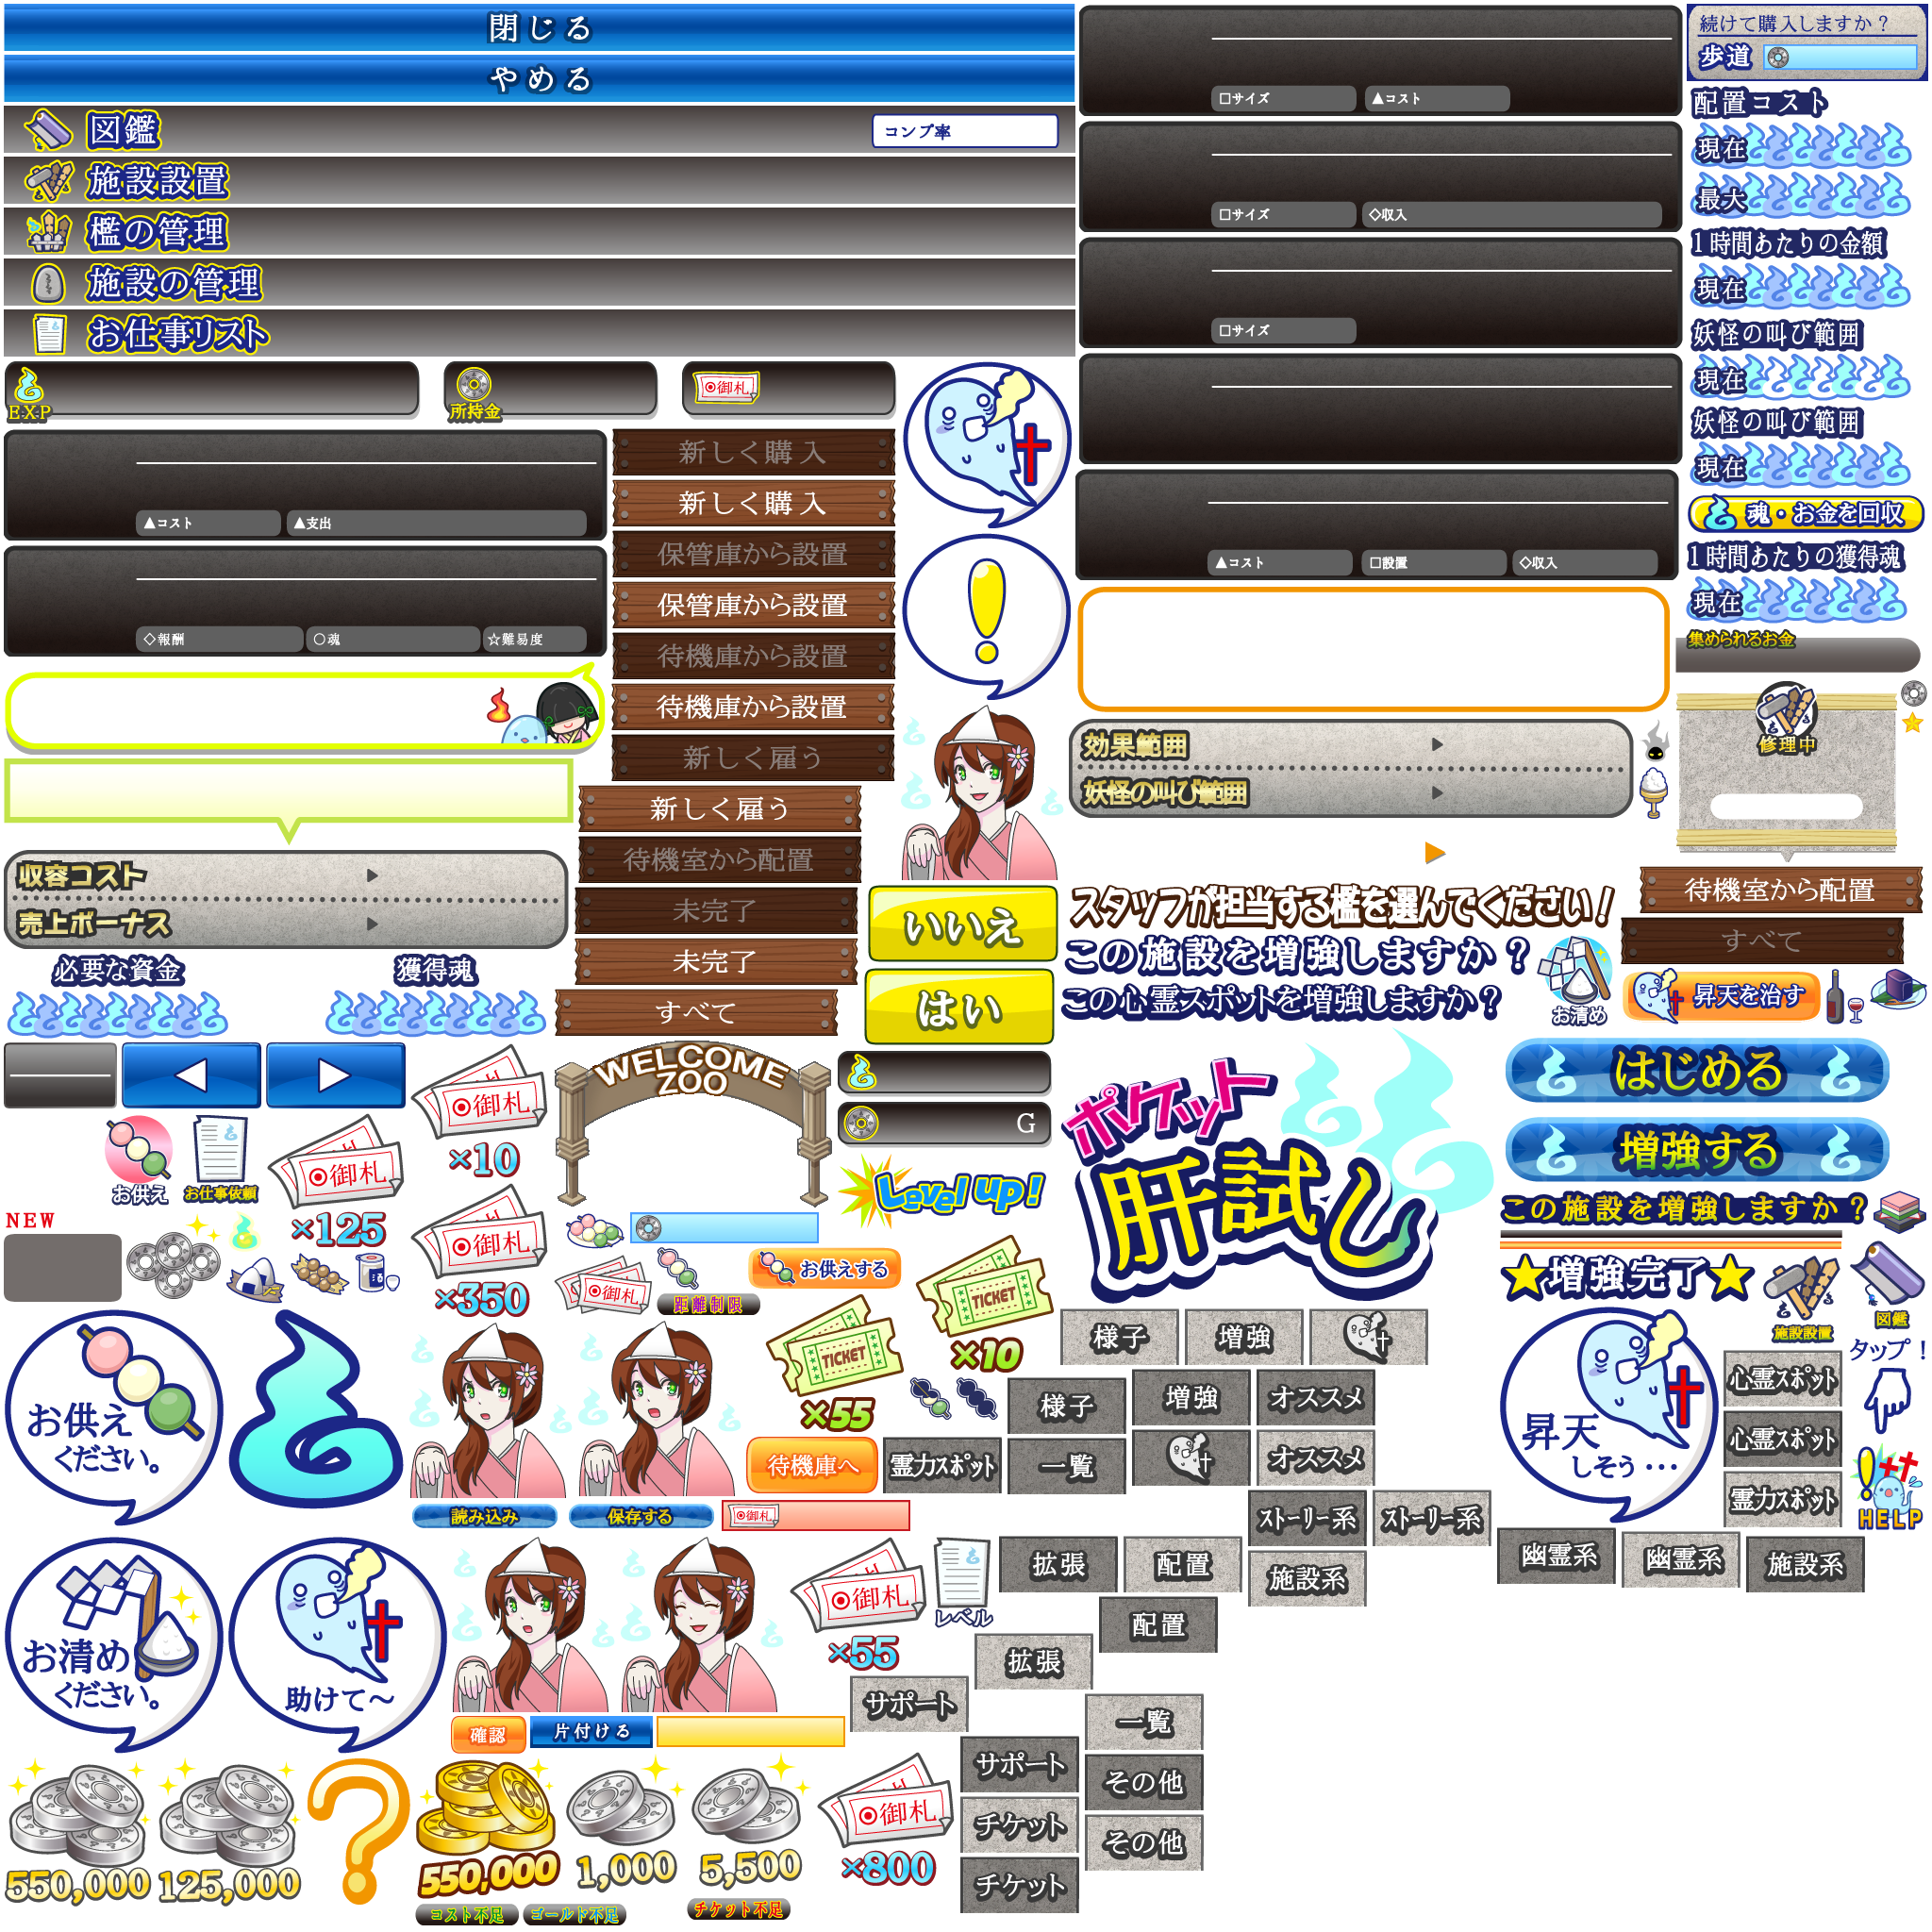 閉じる
やめる
図鑑
コンプ率
施設設置
檻の管理
施設の管理
お仕事リスト
EXP
所持金
御札
▲コスト
▲支出
◇報酬
○魂
☆難易度
新しく購入
新しく購入
保管庫から設置
保管庫から設置
待機庫から設置
待機庫から設置
新しく雇う
新しく雇う
待機室から配置
未完了
未完了
すべて
収容コスト
売上ボーナス
必要な資金
獲得魂
いいえ
はい
□サイズ
▲コスト
□サイズ
◇収入
□サイズ
▲コスト
□設置
◇収入
続けて購入しますか？
歩道
配置コスト
現在
最大
1時間あたりの金額
現在
妖怪の叫び範囲
現在
妖怪の叫び範囲
現在
魂・お金を回収
1時間あたりの獲得魂
現在
集められるお金
修理中
効果範囲
妖怪の叫び範囲
待機室から配置
すべて
スタッフが担当する檻を選んでください！
この施設を増強しますか？
この心霊スポットを増強しますか？
お清め
昇天を治す
WELCOME
ZOO
G
Level up!
ポケット
肝試し
はじめる
増強する
この施設を増強しますか？
★増強完了★
施設設置
図鑑
タップ！
お供え
お仕事依頼
御札
×10
御札
×125
御札
×350
NEW
お供えする
距離制限
TICKET
×10
TICKET
×55
お供え
ください。
待機庫へ
霊力スポット
様子
増強
様子
増強
オススメ
一覧
オススメ
ストーリー系
ストーリー系
昇天
しそう…
心霊スポット
心霊スポット
霊力スポット
HELP
読み込み
保存する
御札
幽霊系
幽霊系
施設系
拡張
配置
施設系
配置
拡張
サポート
一覧
サポート
その他
チケット
その他
チケット
お清め
ください。
助けて～
御札
×55
レベル
確認
片付ける
550,000
125,000
550,000
1,000
5,500
御札
×800
コスト不足
ゴールド不足
チケット不足